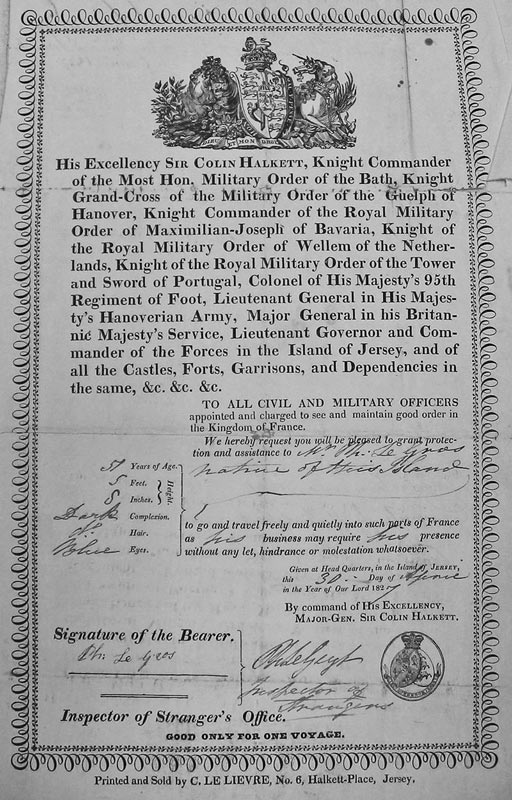 DIEU ET MON DROIT
His Excellency Sir Colin Halkett, Knight Commander
of the Most Hon. Military Order of the Bath, Knight
Grand-Cross of the Military Order of the Guelph of
Hanover, Knight Commander of the Royal Military
Order of Maximilian-Joseph of Bavaria, Knight of
the Royal Military Order of Wellem of the Nether-
lands, Knight of the Royal Military Order of the Tower
and Sword of Portugal, Colonel of His Majesty's 95th
Regiment of Foot, Lieutenant General in His Majes-
ty's Hanoverian Army, Major General in his Britan-
nic Majesty's Service, Lieutenant Governor and Com-
mander of the Forces in the Island of Jersey, and of
all the Castles, Forts, Garrisons, and Dependencies in
the same, &c. &c. &c.
TO ALL CIVIL AND MILITARY OFFICERS
appointed and charged to see and maintain good order in
the Kingdom of France.
We hereby request you will be pleased to grant protec-
tion and assistance to Mr. Ph. Le Gros
native of this Island
51 Years of Age.
5 Feet.
8 Inches.
Height.
Dark Complexion.
Hair.
Blue Eyes.
to go and travel freely and quietly into such parts of France
as his business may require his presence
without any let, hindrance or molestation whatsoever.
Given at Head Quarters, in the Island of Jersey,
this 30 Day of
in the Year of Our Lord 1827
By command of His Excellency,
Major-Gen. Sir Colin Halkett.
Signature of the Bearer.
Ph. Le Gros
Inspector of
Strangers
Inspector of Stranger's Office.
GOOD ONLY FOR ONE VOYAGE.
Printed and Sold by C. LE LIEVRE, No. 6, Halkett-Place, Jersey.